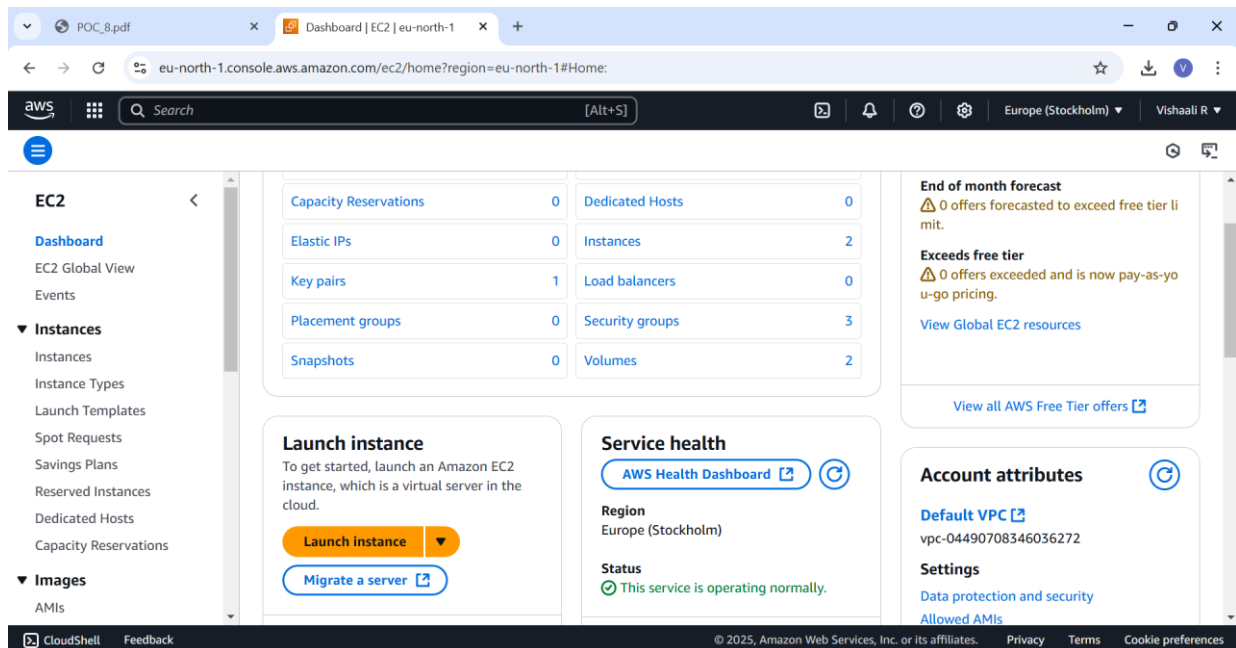 POC_8.pdf
Dashboard | EC2 | eu-north-1
eu-north-1.console.aws.amazon.com/ec2/home?region=eu-north-1#Home:
aws
Search
[Alt+S]
Europe (Stockholm)
Vishaali R
V
EC2
Dashboard
EC2 Global View
Events
Instances
Instances
Instance Types
Launch Templates
Spot Requests
Savings Plans
Reserved Instances
Dedicated Hosts
Capacity Reservations
Images
AMIs
Capacity Reservations 0
Dedicated Hosts 0
Elastic IPs 0
Instances 2
Key pairs 1
Load balancers 0
Placement groups 0
Security groups 3
Snapshots 0
Volumes 2
Launch instance
To get started, launch an Amazon EC2
instance, which is a virtual server in the
cloud.
Launch instance
Migrate a server
Service health
AWS Health Dashboard
Region
Europe (Stockholm)
Status
This service is operating normally.
End of month forecast
0 offers forecasted to exceed free tier li
mit.
Exceeds free tier
0 offers exceeded and is now pay-as-yo
u-go pricing.
View Global EC2 resources
View all AWS Free Tier offers
Account attributes
Default VPC
vpc-04490708346036272
Settings
Data protection and security
Allowed AMIs
CloudShell
Feedback
© 2025, Amazon Web Services, Inc. or its affiliates.
Privacy
Terms
Cookie preferences